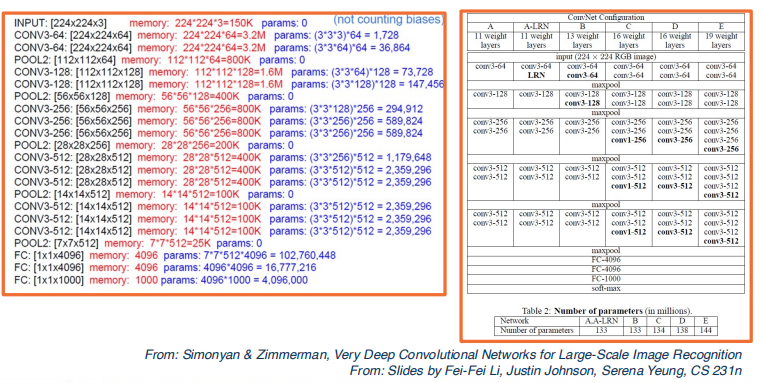 (not counting biases)
INPUT: [224x224x3] memory: 224*224*3=150K params: 0
CONV3-64: [224x224x64] memory: 224*224*64=3.2M params: (3*3*3)*64 = 1,728
CONV3-64: [224x224x64] memory: 224*224*64=3.2M params: (3*3*64)*64 = 36,864
POOL2: [112x112x64] memory: 112*112*64=800K params: 0
CONV3-128: [112x112x128] memory: 112*112*128=1.6M params: (3*3*64)*128 = 73,728
CONV3-128: [112x112x128] memory: 112*112*128=1.6M params: (3*3*128)*128 = 147,456
POOL2: [56x56x128] memory: 56*56*128=400K params: 0
CONV3-256: [56x56x256] memory: 56*56*256=800K params: (3*3*128)*256 = 294,912
CONV3-256: [56x56x256] memory: 56*56*256=800K params: (3*3*256)*256 = 589,824
CONV3-256: [56x56x256] memory: 56*56*256=800K params: (3*3*256)*256 = 589,824
POOL2: [28x28x256] memory: 28*28*256=200K params: 0
CONV3-512: [28x28x512] memory: 28*28*512=400K params: (3*3*256)*512 = 1,179,648
CONV3-512: [28x28x512] memory: 28*28*512=400K params: (3*3*512)*512 = 2,359,296
CONV3-512: [28x28x512] memory: 28*28*512=400K params: (3*3*512)*512 = 2,359,296
POOL2: [14x14x512] memory: 14*14*512=100K params: 0
CONV3-512: [14x14x512] memory: 14*14*512=100K params: (3*3*512)*512 = 2,359,296
CONV3-512: [14x14x512] memory: 14*14*512=100K params: (3*3*512)*512 = 2,359,296
CONV3-512: [14x14x512] memory: 14*14*512=100K params: (3*3*512)*512 = 2,359,296
POOL2: [7x7x512] memory: 7*7*512=25K params: 0
FC: [1x1x4096] memory: 4096 params: 7*7*512*4096 = 102,760,448
FC: [1x1x4096] memory: 4096 params: 4096*4096 = 16,777,216
FC: [1x1x1000] memory: 1000 params: 4096*1000 = 4,096,000
ConvNet Configuration
A A-LRN B C D E
11 weight 11 weight 13 weight 16 weight 16 weight 19 weight
layers layers layers layers layers layers
input (224 × 224 RGB image)
conv3-64 conv3-64 conv3-64 conv3-64 conv3-64 conv3-64
LRN conv3-64 conv3-64 conv3-64 conv3-64
maxpool
conv3-128 conv3-128 conv3-128 conv3-128 conv3-128 conv3-128
conv3-128 conv3-128 conv3-128 conv3-128
maxpool
conv3-256 conv3-256 conv3-256 conv3-256 conv3-256 conv3-256
conv3-256 conv3-256 conv3-256 conv3-256 conv3-256 conv3-256
conv1-256 conv3-256 conv3-256
conv3-256
maxpool
conv3-512 conv3-512 conv3-512 conv3-512 conv3-512 conv3-512
conv3-512 conv3-512 conv3-512 conv3-512 conv3-512 conv3-512
conv1-512 conv3-512 conv3-512
conv3-512
maxpool
conv3-512 conv3-512 conv3-512 conv3-512 conv3-512 conv3-512
conv3-512 conv3-512 conv3-512 conv3-512 conv3-512 conv3-512
conv1-512 conv3-512 conv3-512
conv3-512
maxpool
FC-4096
FC-4096
FC-1000
soft-max
Table 2: Number of parameters (in millions).
Network A,A-LRN B C D E
Number of parameters 133 133 134 138 144
From: Simonyan & Zimmerman, Very Deep Convolutional Networks for Large-Scale Image Recognition
From: Slides by Fei-Fei Li, Justin Johnson, Serena Yeung, CS 231n